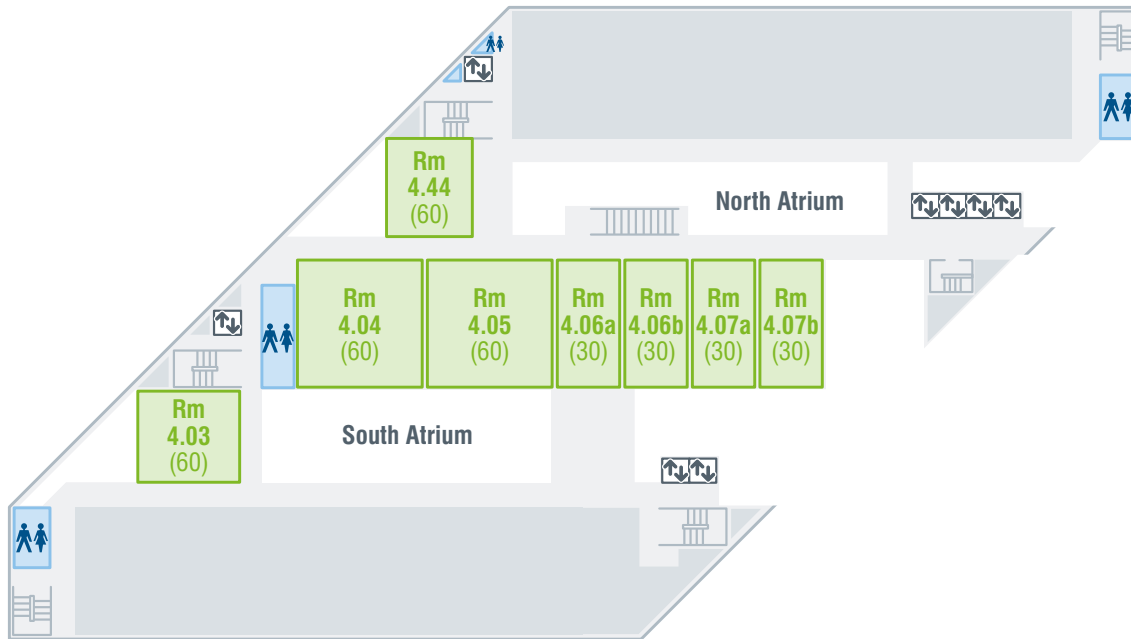 Rm
4.44
(60)
North Atrium
Rm
4.04
(60)
Rm
4.05
(60)
Rm
4.06a
(30)
Rm
4.06b
(30)
Rm
4.07a
(30)
Rm
4.07b
(30)
Rm
4.03
(60)
South Atrium